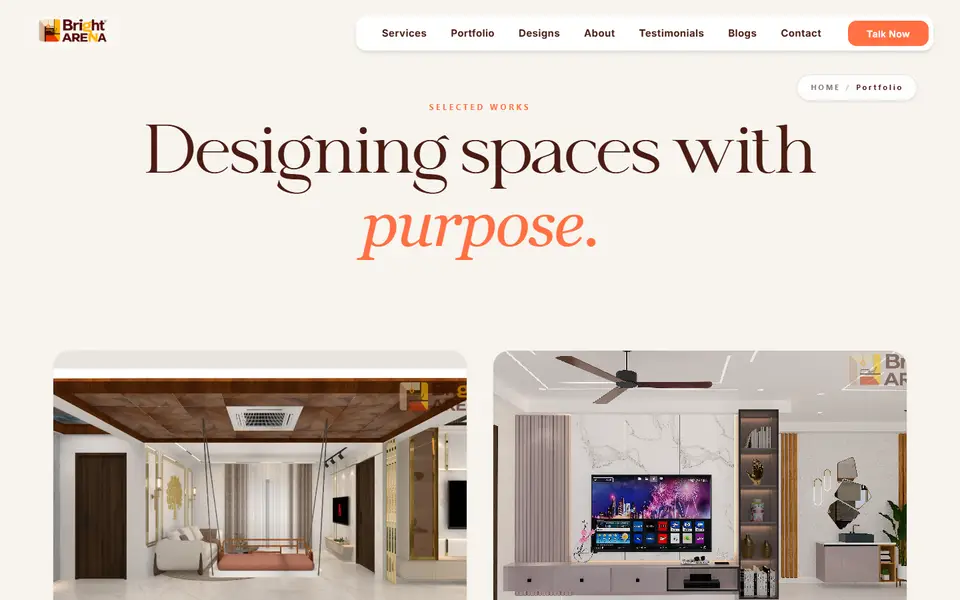 Bright
ARENA
Services
Portfolio
Designs
About
Testimonials
Blogs
Contact
Talk Now
HOME / Portfolio
SELECTED WORKS
Designing spaces with
purpose.